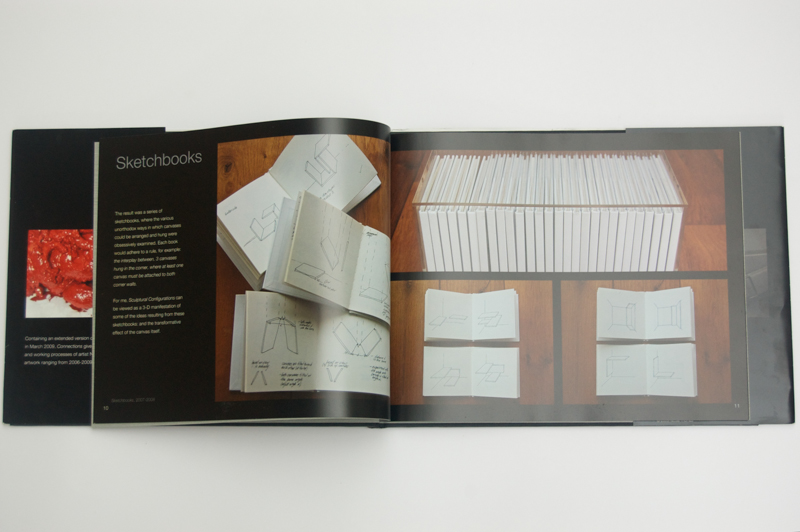 Sketchbooks
The result was a series of
sketchbooks, where the various
unorthodox ways in which canvases
could be arranged and hung were
obsessively examined. Each book
would adhere to a rule, for example:
the interplay between, 3 canvases
hung in the corner, where at least one
canvas must be attached to both
corner walls.
For me, Sculptural Configurations can
be viewed as a 3-D manifestation of
some of the ideas resulting from these
sketchbooks and the transformative
effect of the canvas itself.
Containing an extended version
in March 2009, Connections give
and working processes of artist
artwork ranging from 2006-2009
Sketchbooks 2007-2008
10
11